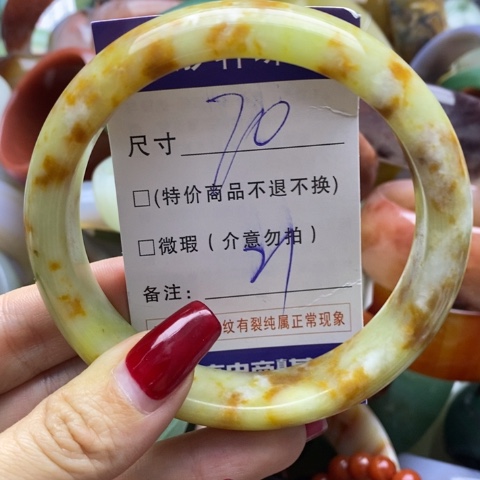 尺寸 70
□(特价商品不退不换)
□微瑕(介意勿拍)
备注:
纹有裂纯属正常现象